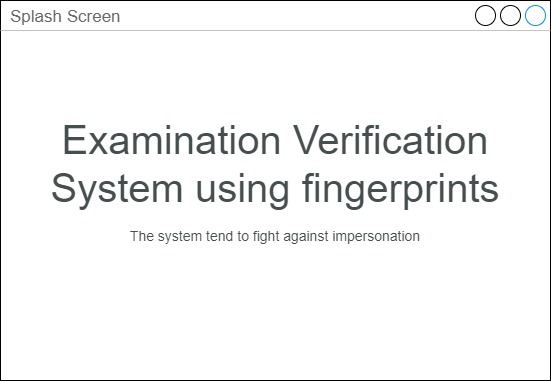 Splash Screen
Examination Verification
System using fingerprints
The system tend to fight against impersonation